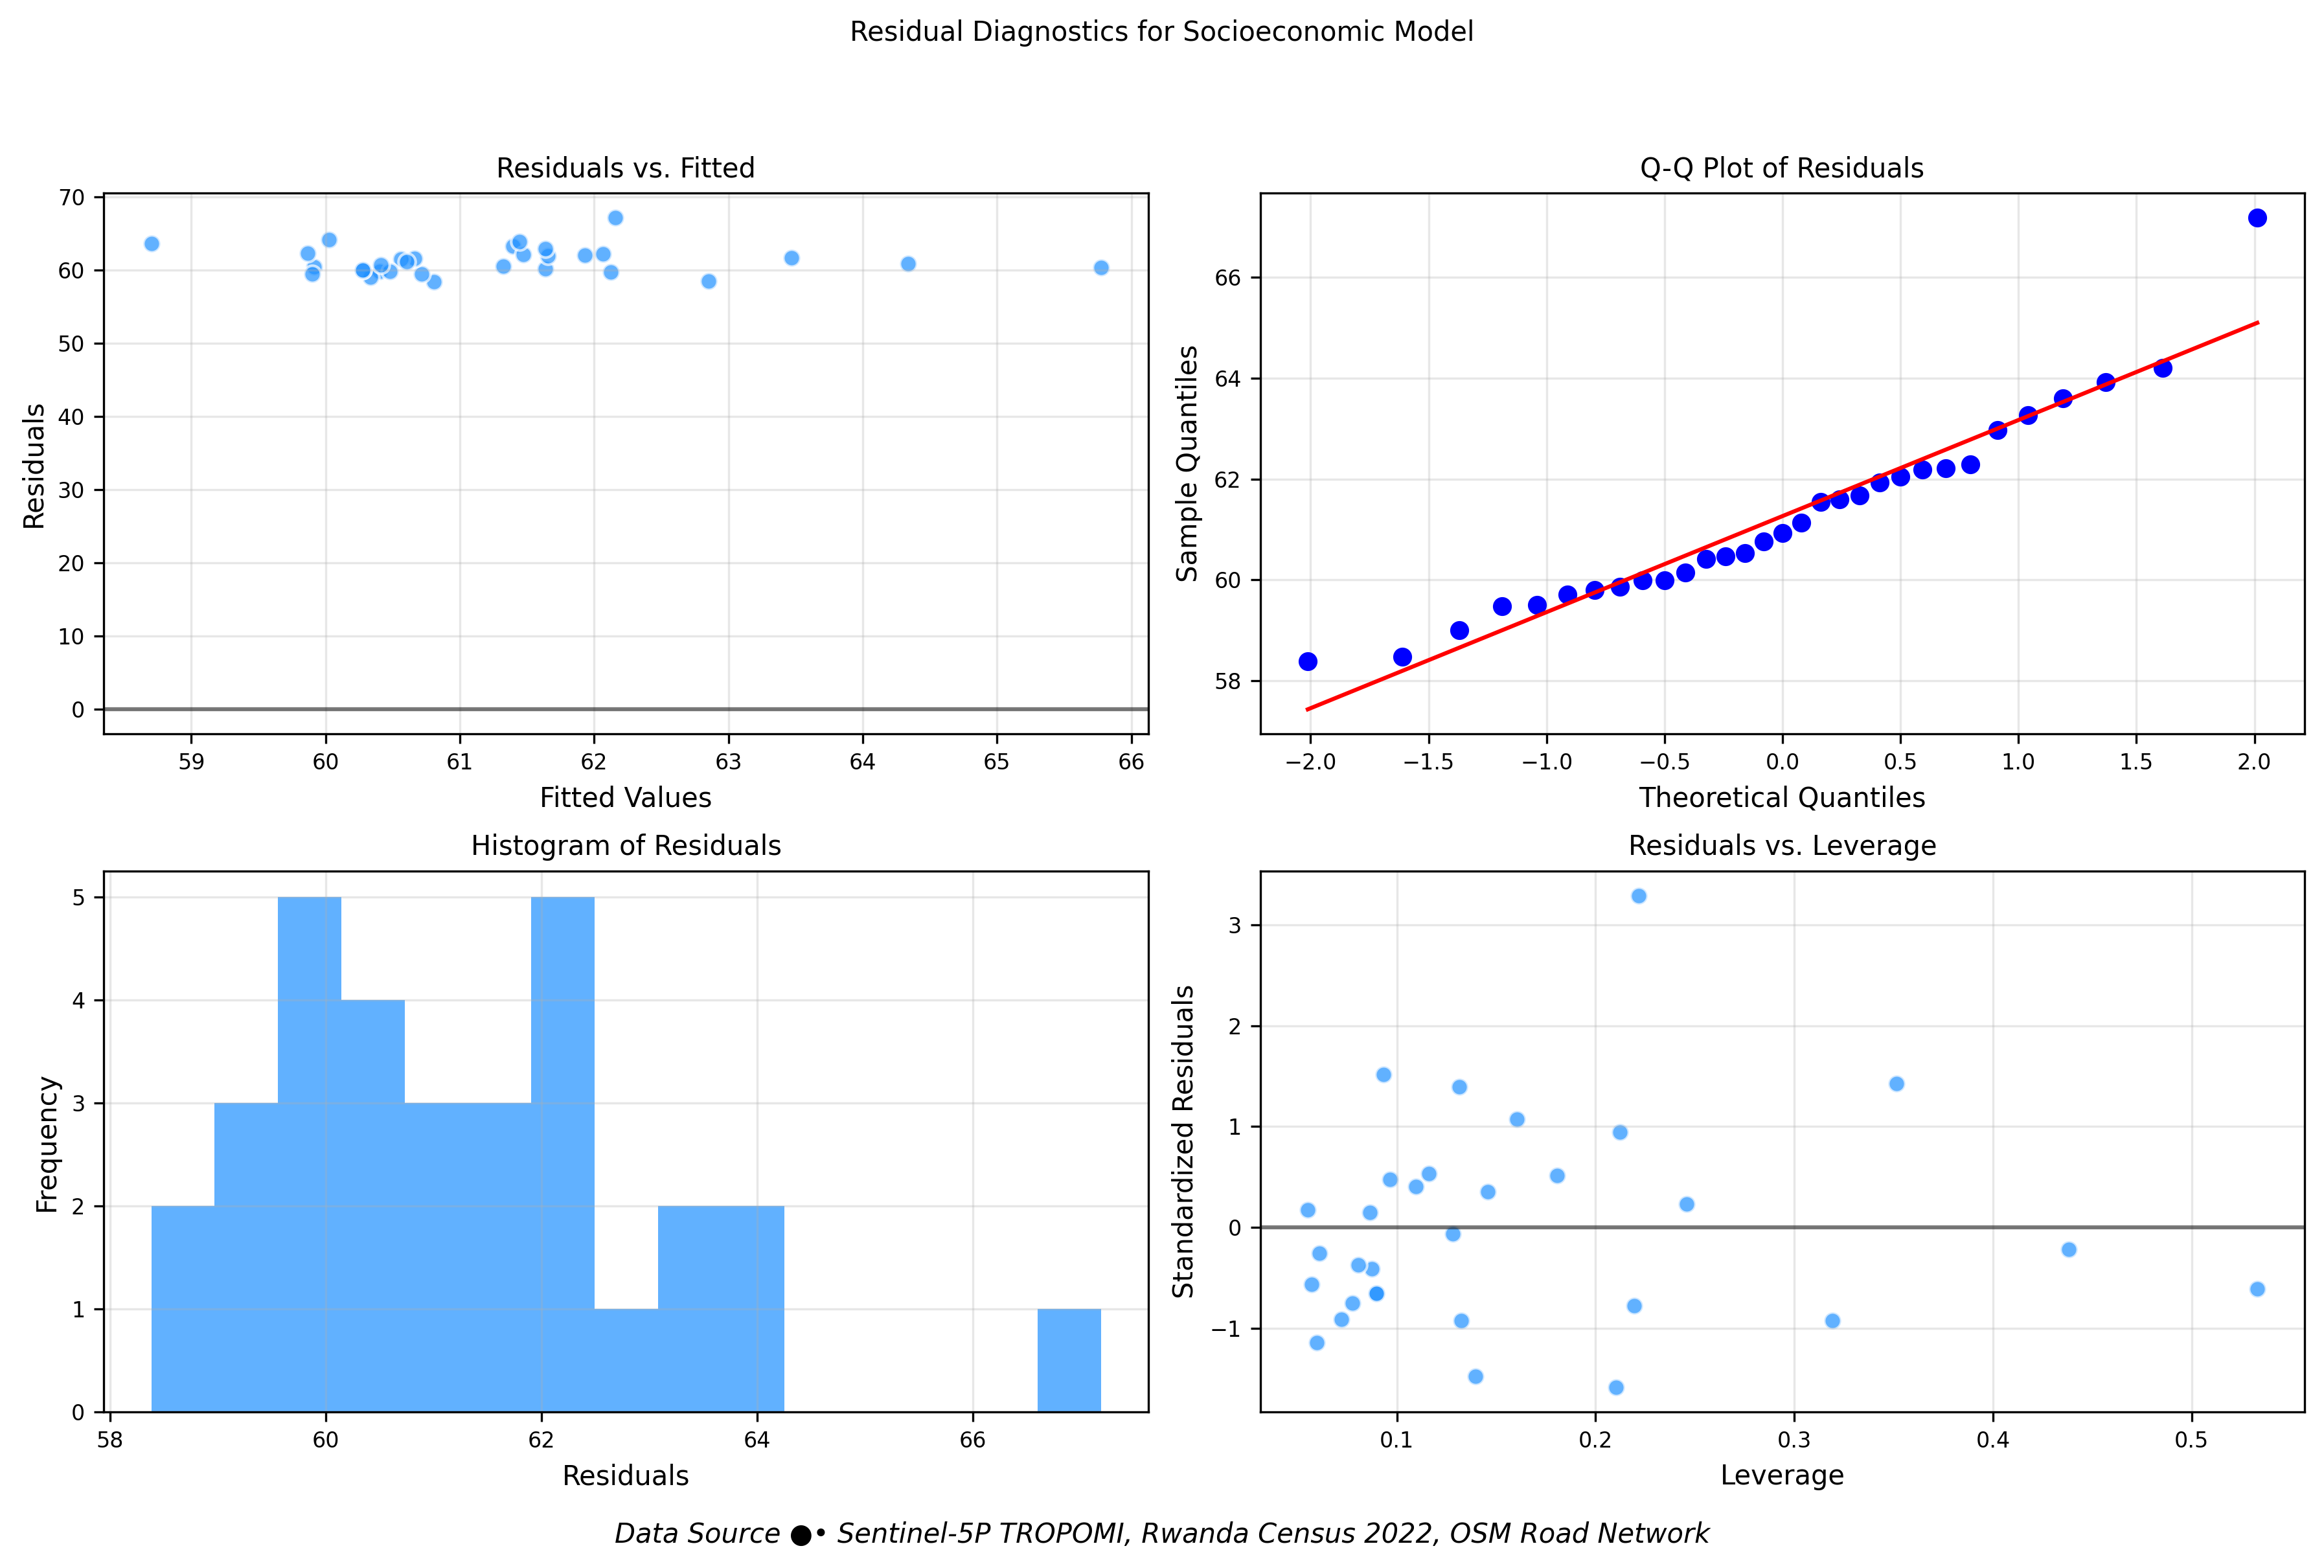 Residual Diagnostics for Socioeconomic Model
Residuals vs. Fitted
Residuals
70
60
50
40
30
20
10
0
59 60 61 62 63 64 65 66
Fitted Values
Q-Q Plot of Residuals
Sample Quantiles
66
64
62
60
58
−2.0 −1.5 −1.0 −0.5 0.0 0.5 1.0 1.5 2.0
Theoretical Quantiles
Histogram of Residuals
Frequency
5
4
3
2
1
0
58 60 62 64 66
Residuals
Residuals vs. Leverage
Standardized Residuals
3
2
1
0
−1
0.1 0.2 0.3 0.4 0.5
Leverage
Data Source ●• Sentinel-5P TROPOMI, Rwanda Census 2022, OSM Road Network